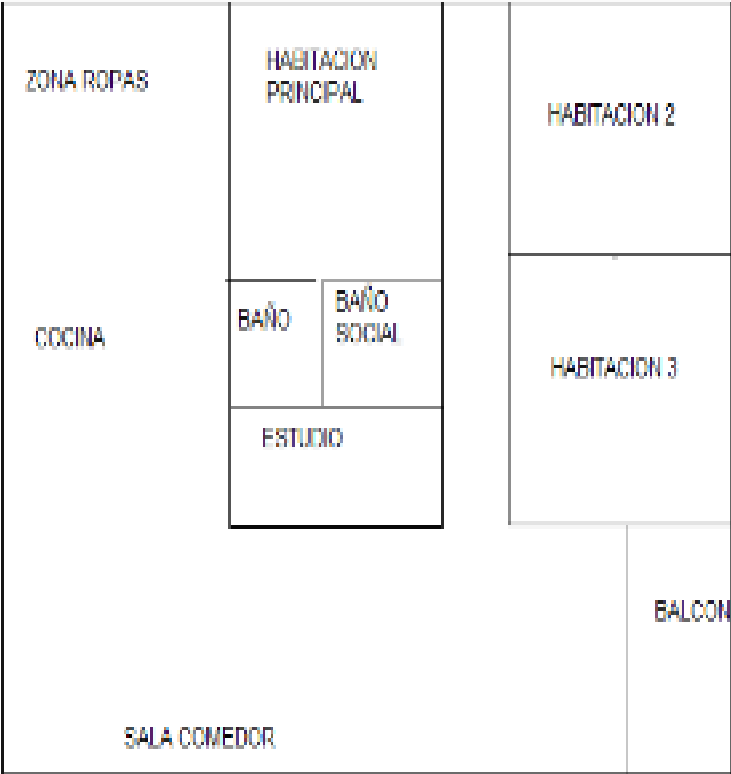 ZONA ROPAS
HABITACION
PRINCIPAL
HABITACION 2
BAÑO
BAÑO
SOCIAL
COCINA
HABITACION 3
ESTUDIO
BALCON
SALA COMEDOR